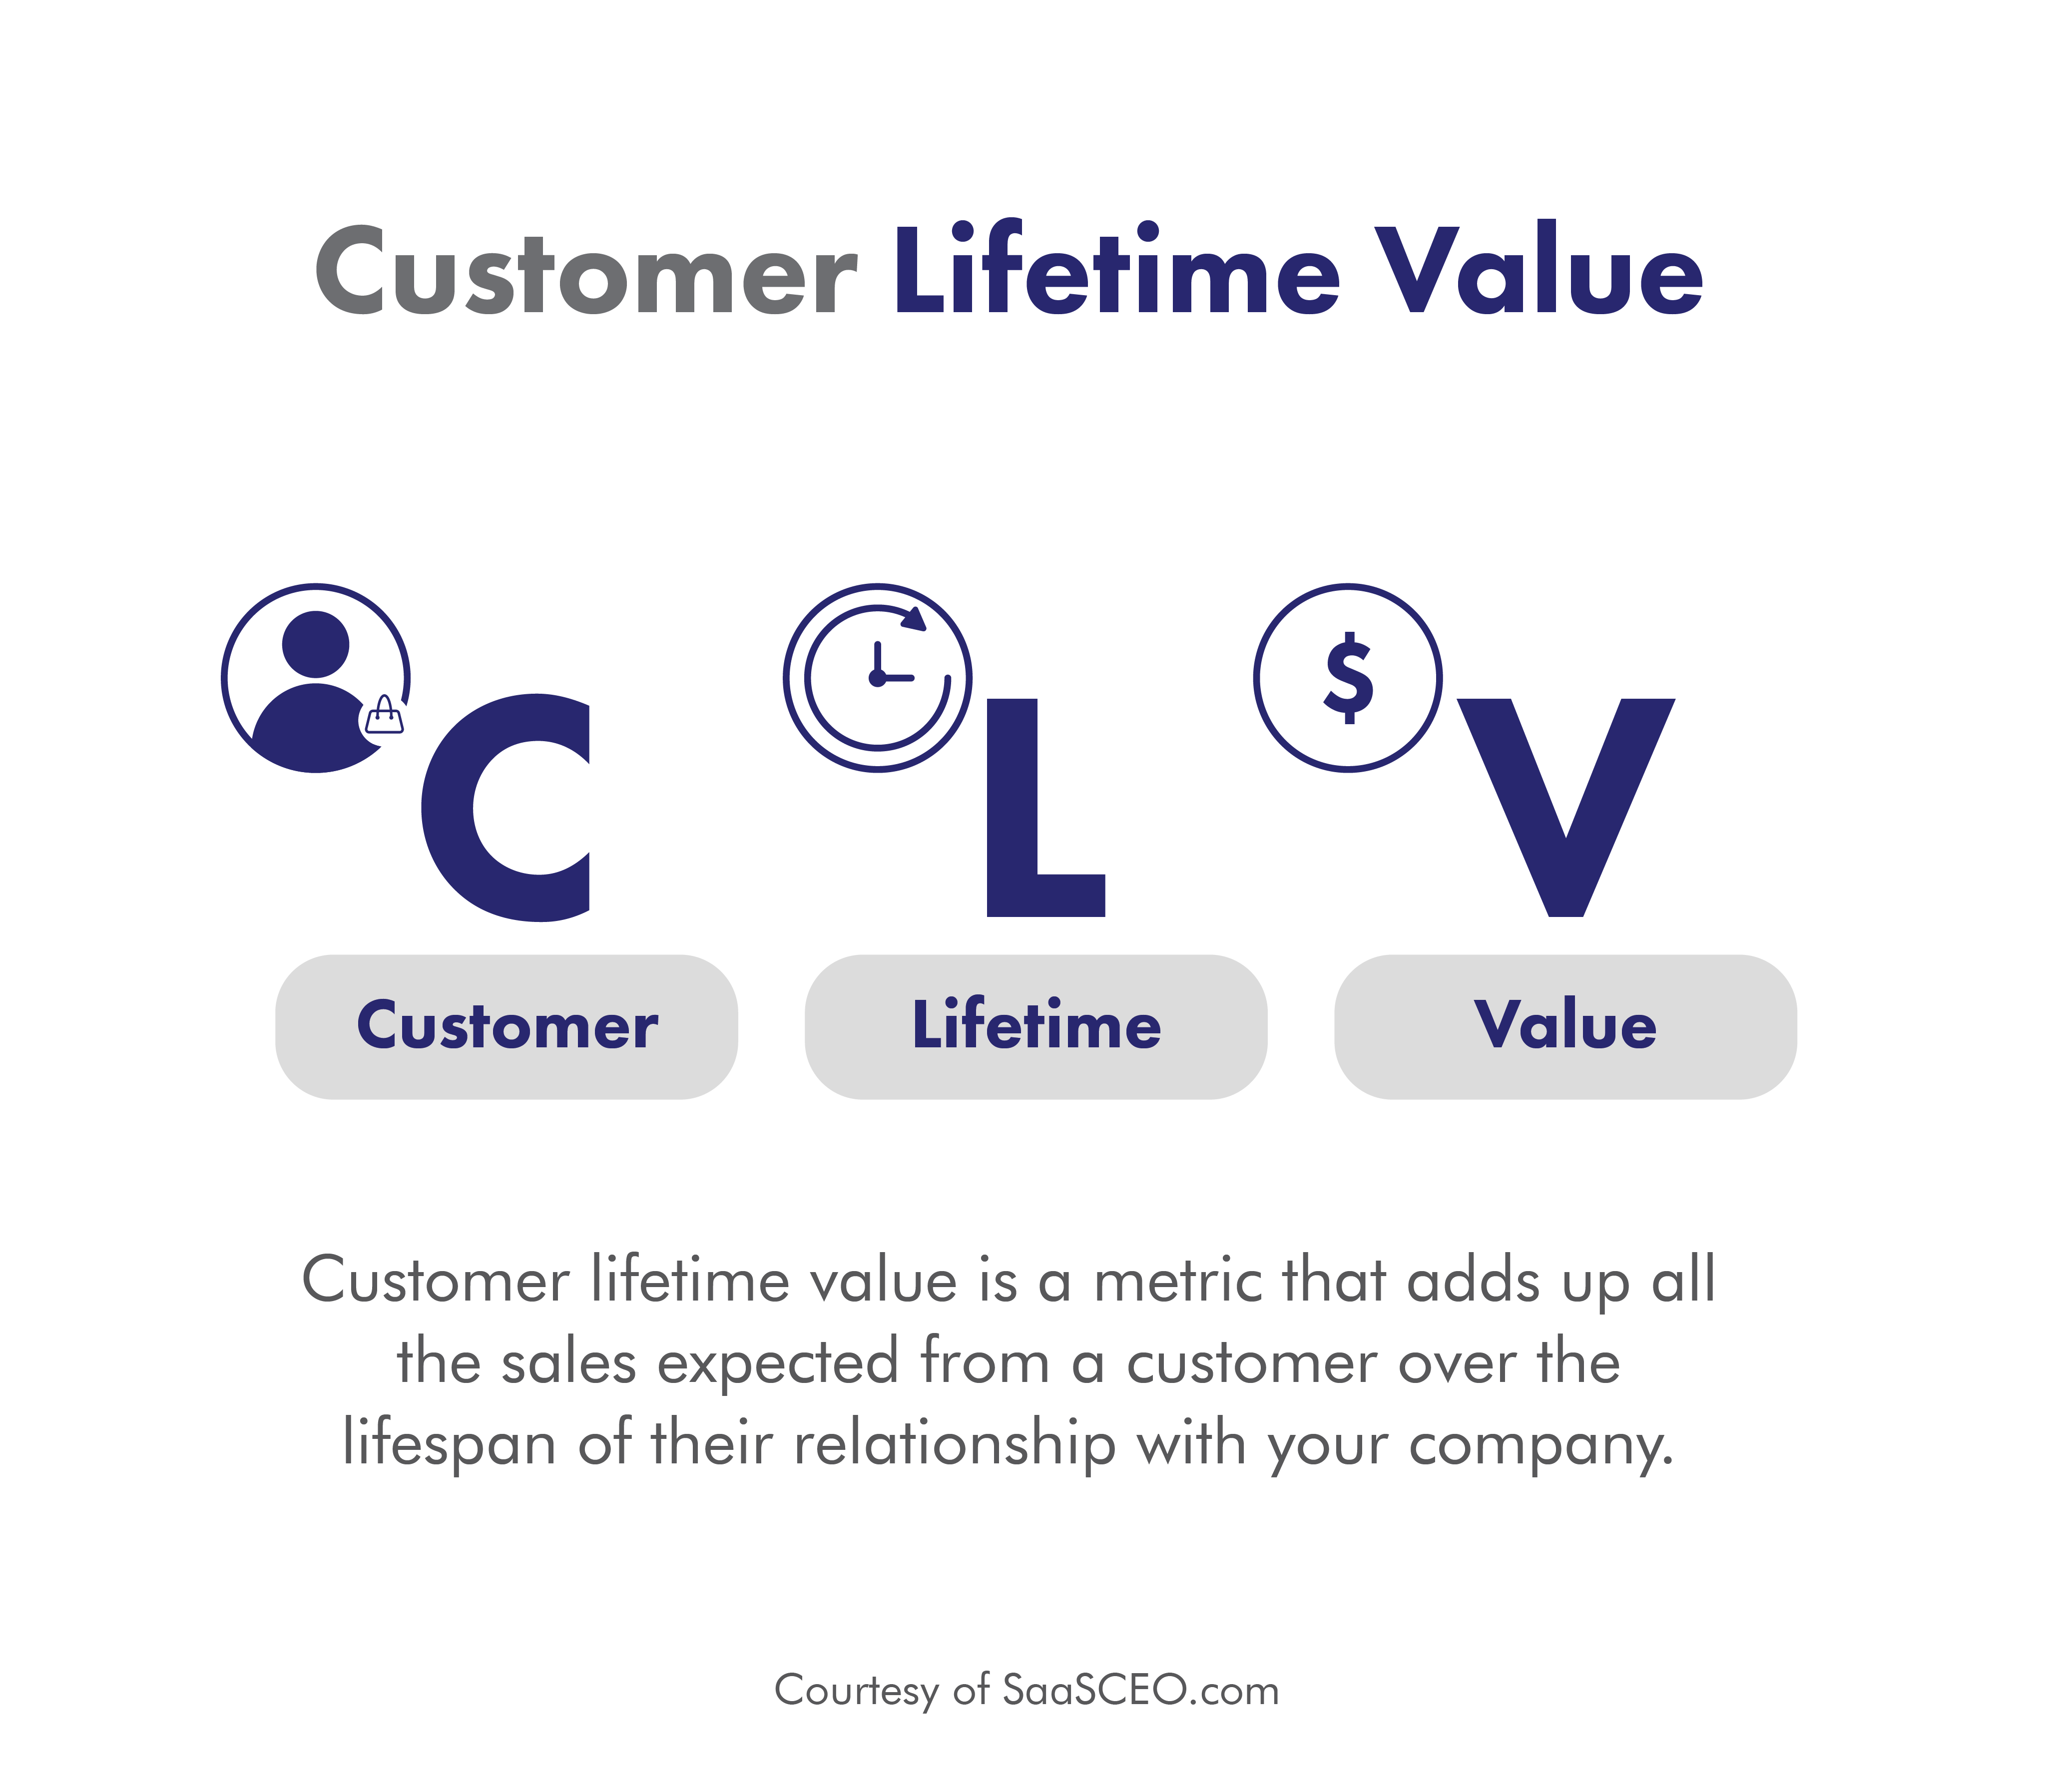 Customer Lifetime Value
$
C L V
Customer Lifetime Value
Customer lifetime value is a metric that adds up all
the sales expected from a customer over the
lifespan of their relationship with your company.
Courtesy of SaaSCEO.com